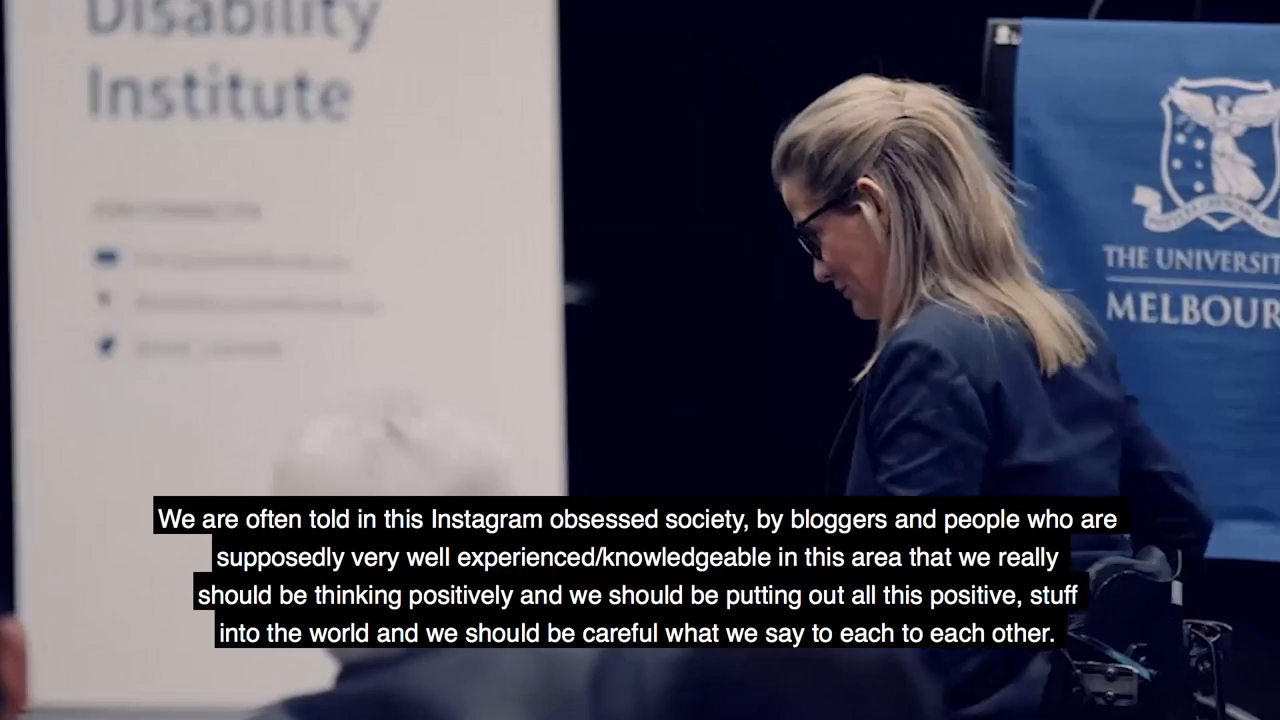 Disability
Institute
THE UNIVERSIT
MELBOUR
We are often told in this Instagram obsessed society, by bloggers and people who are
supposedly very well experienced/knowledgeable in this area that we really
should be thinking positively and we should be putting out all this positive, stuff
into the world and we should be careful what we say to each to each other.